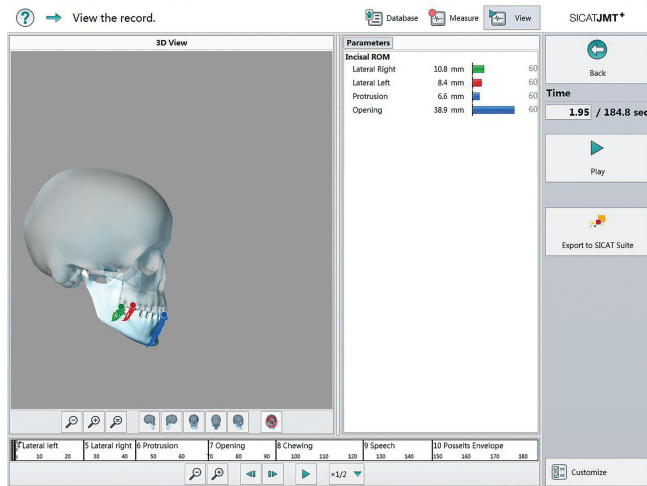 ? View the record.
Database
Measure
View
SICATJMT+
3D View
Parameters
Back
Incisal ROM
Lateral Right 10.8 mm 60
Lateral Left 8.4 mm 60
Protrusion 6.6 mm 60
Opening 38.9 mm 60
Time
1.95 / 184.8 sec
Play
Export to SICAT Suite
Lateral left 5 Lateral right 6 Protrusion 7 Opening 8 Chewing 9 Speech 10 Posselts Envelope
10 20 30 40 50 60 70 80 90 100 110 120 130 150 160 170 180
×1/2
Customize